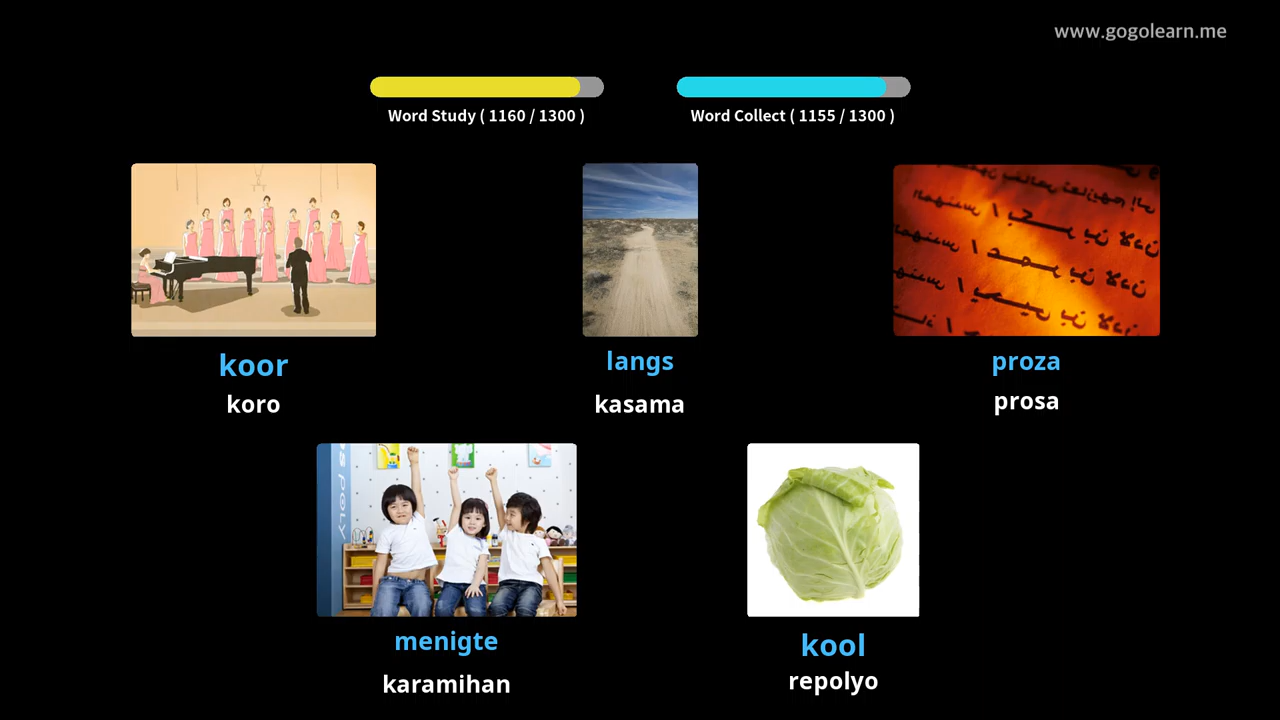 www.gogolearn.me
Word Study ( 1160 / 1300 )
Word Collect ( 1155 / 1300 )
koor
koro
langs
kasama
proza
prosa
menigte
karamihan
kool
repolyo